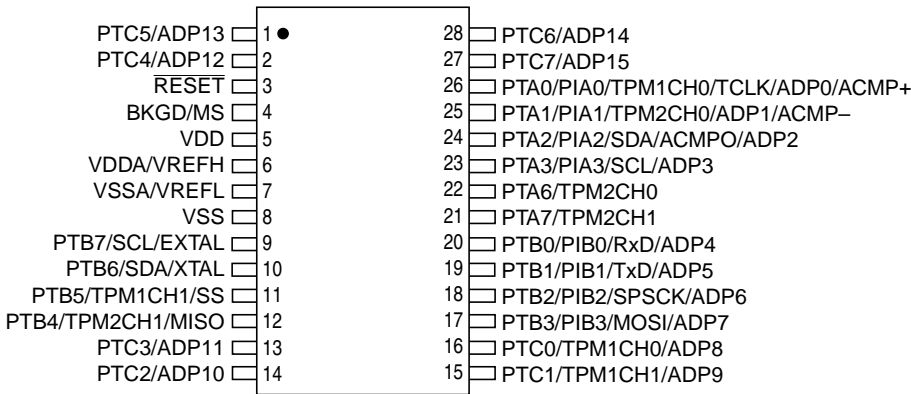 PTC5/ADP13 1 28 PTC6/ADP14
PTC4/ADP12 2 27 PTC7/ADP15
RESET 3 26 PTA0/PIA0/TPM1CH0/TCLK/ADP0/ACMP+
BKGD/MS 4 25 PTA1/PIA1/TPM2CH0/ADP1/ACMP–
VDD 5 24 PTA2/PIA2/SDA/ACMPO/ADP2
VDDA/VREFH 6 23 PTA3/PIA3/SCL/ADP3
VSSA/VREFL 7 22 PTA6/TPM2CH0
VSS 8 21 PTA7/TPM2CH1
PTB7/SCL/EXTAL 9 20 PTB0/PIB0/RxD/ADP4
PTB6/SDA/XTAL 10 19 PTB1/PIB1/TxD/ADP5
PTB5/TPM1CH1/SS 11 18 PTB2/PIB2/SPSCK/ADP6
PTB4/TPM2CH1/MISO 12 17 PTB3/PIB3/MOSI/ADP7
PTC3/ADP11 13 16 PTC0/TPM1CH0/ADP8
PTC2/ADP10 14 15 PTC1/TPM1CH1/ADP9